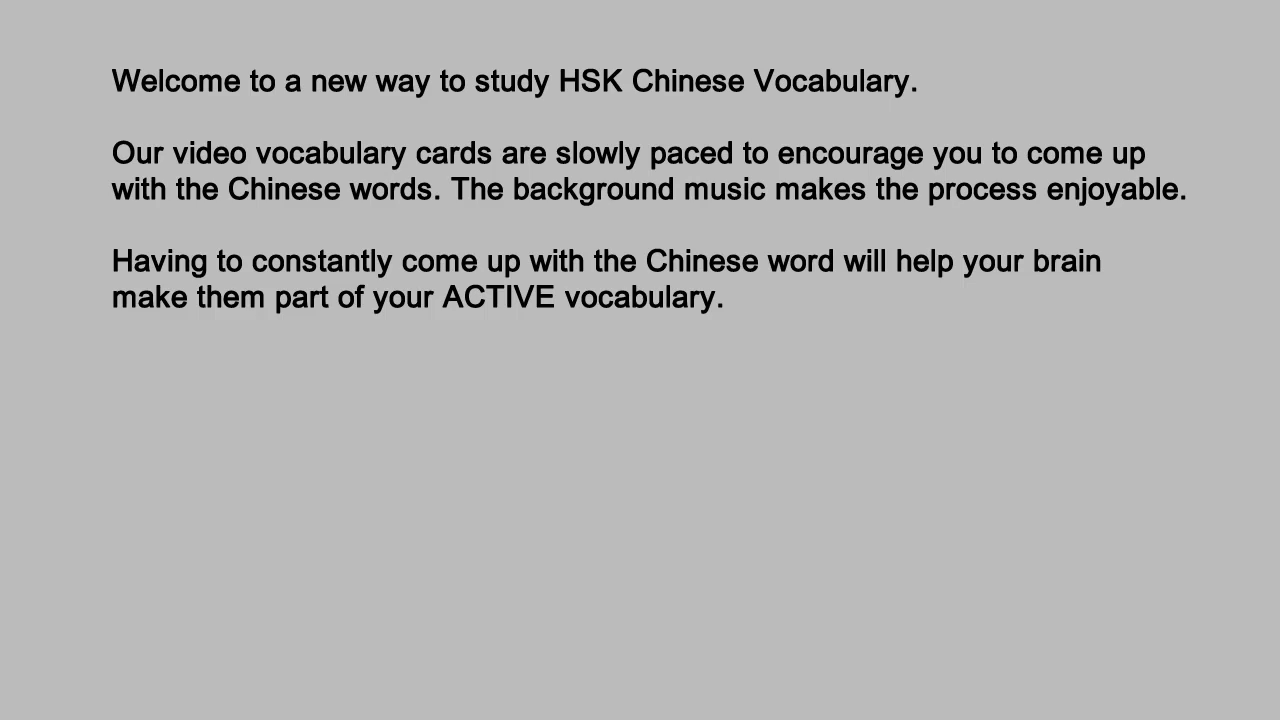 Welcome to a new way to study HSK Chinese Vocabulary.
Our video vocabulary cards are slowly paced to encourage you to come up
with the Chinese words. The background music makes the process enjoyable.
Having to constantly come up with the Chinese word will help your brain
make them part of your ACTIVE vocabulary.